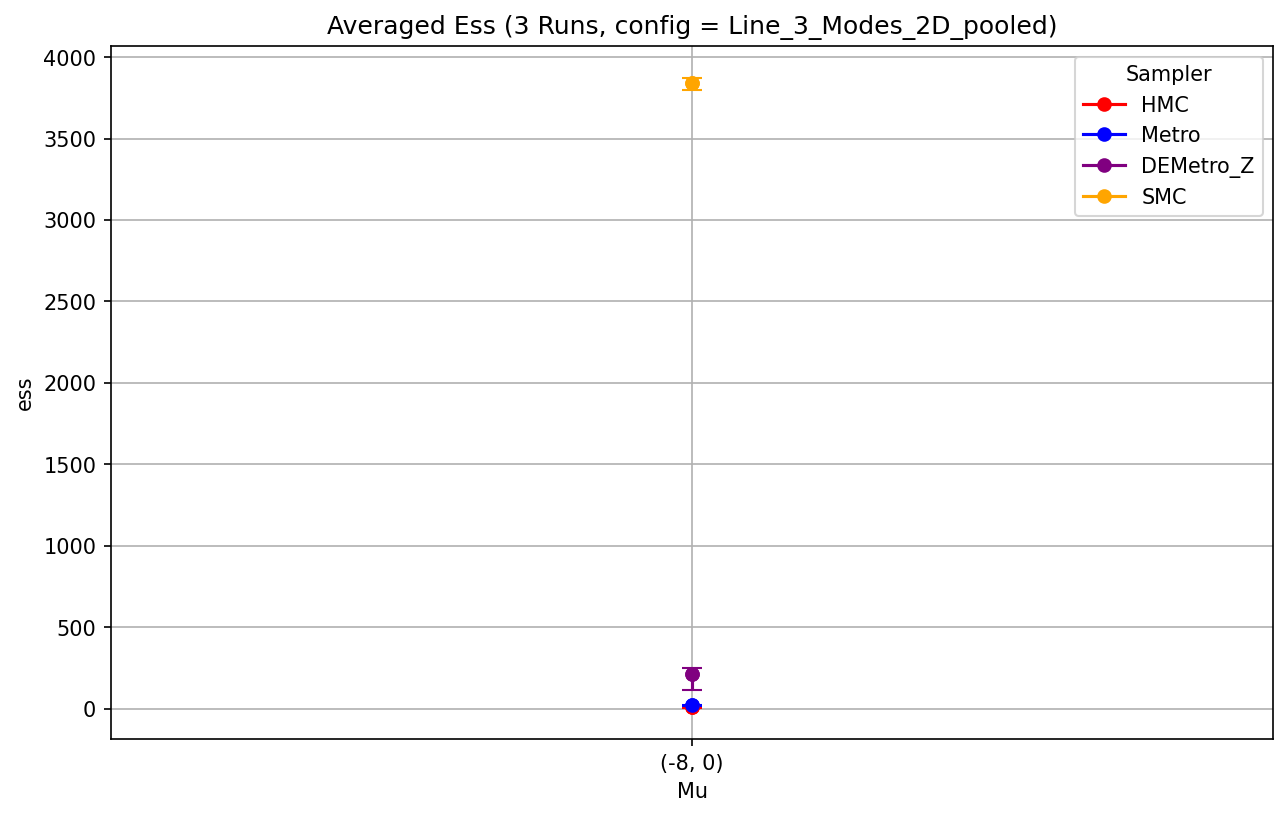 Averaged Ess (3 Runs, config = Line_3_Modes_2D_pooled)
4000
3500
3000
2500
2000
1500
1000
500
0
ess
(-8, 0)
Mu
Sampler
HMC
Metro
DEMetro_Z
SMC